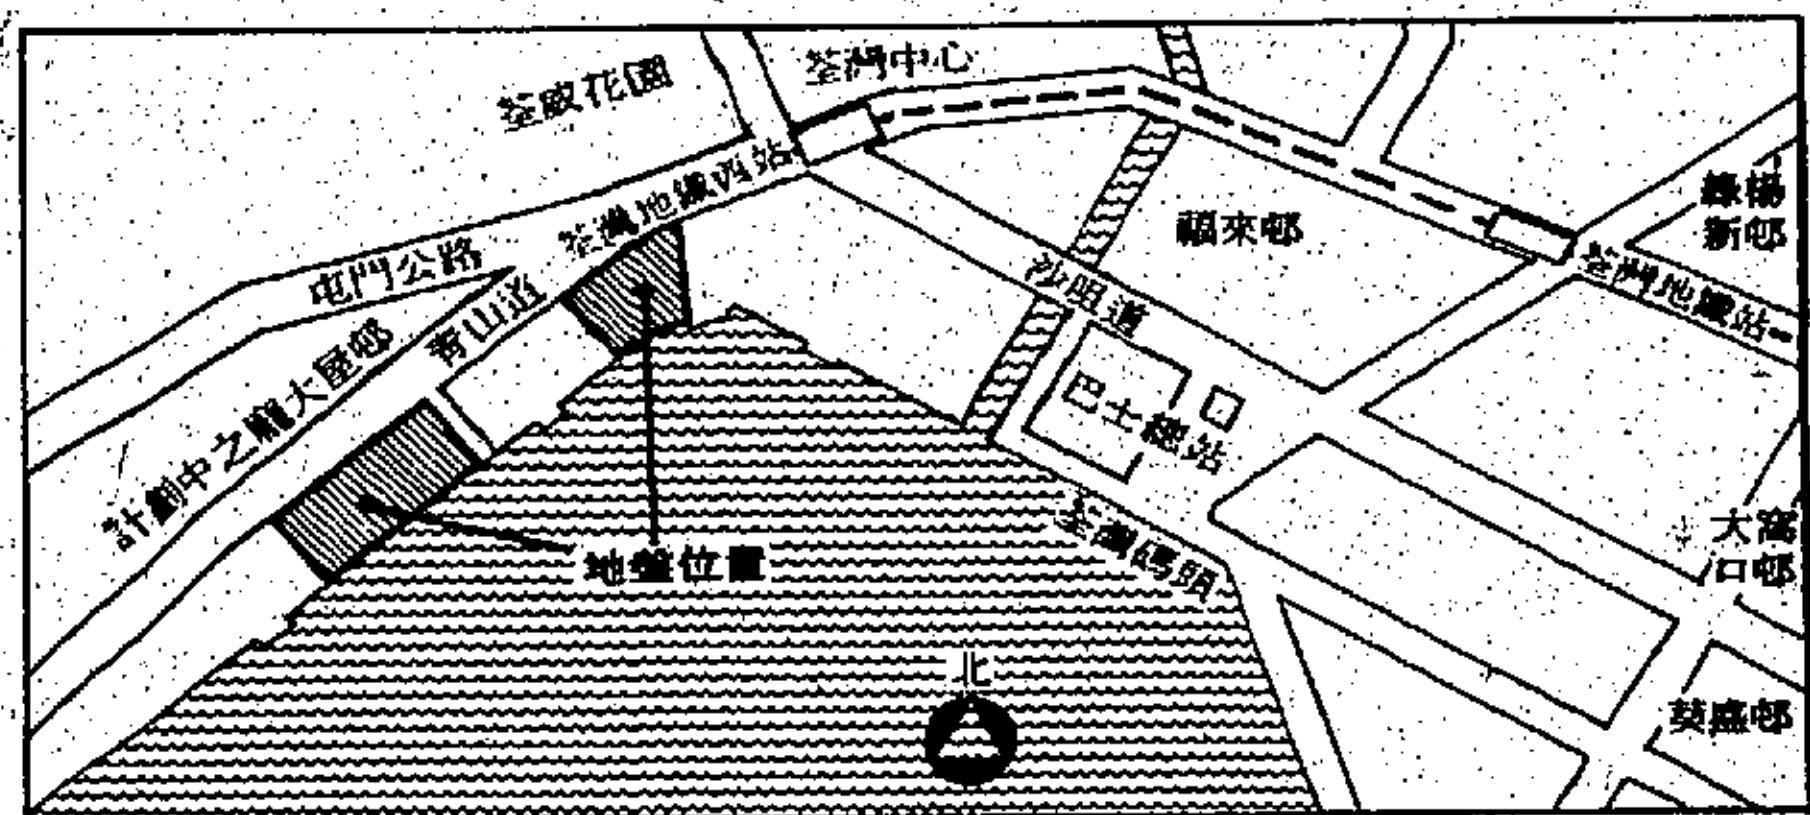 荃灣中心
荃威花園
荃灣地鐵西站
屯門公路
青山道
計劃中之龐大屋邨
地盤位置
福來邨
沙咀道
巴士總站
荃灣碼頭
荃灣地鐵站
綠楊
新邨
大窩
口邨
葵盛邨
北